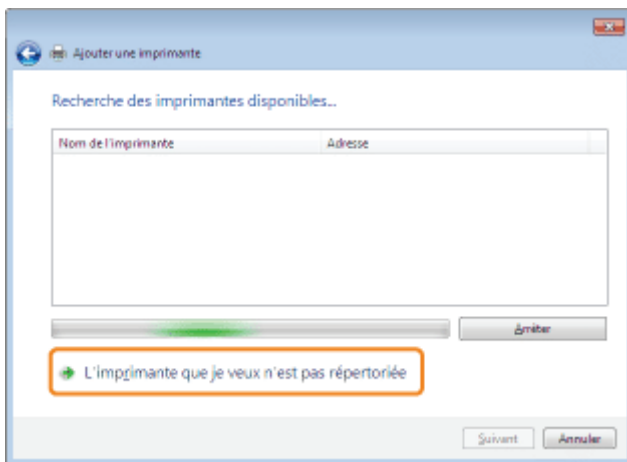 Ajouter une imprimante
Recherche des imprimantes disponibles...
Nom de l'imprimante Adresse
Arrêter
L'imprimante que je veux n'est pas répertoriée
Suivant Annuler